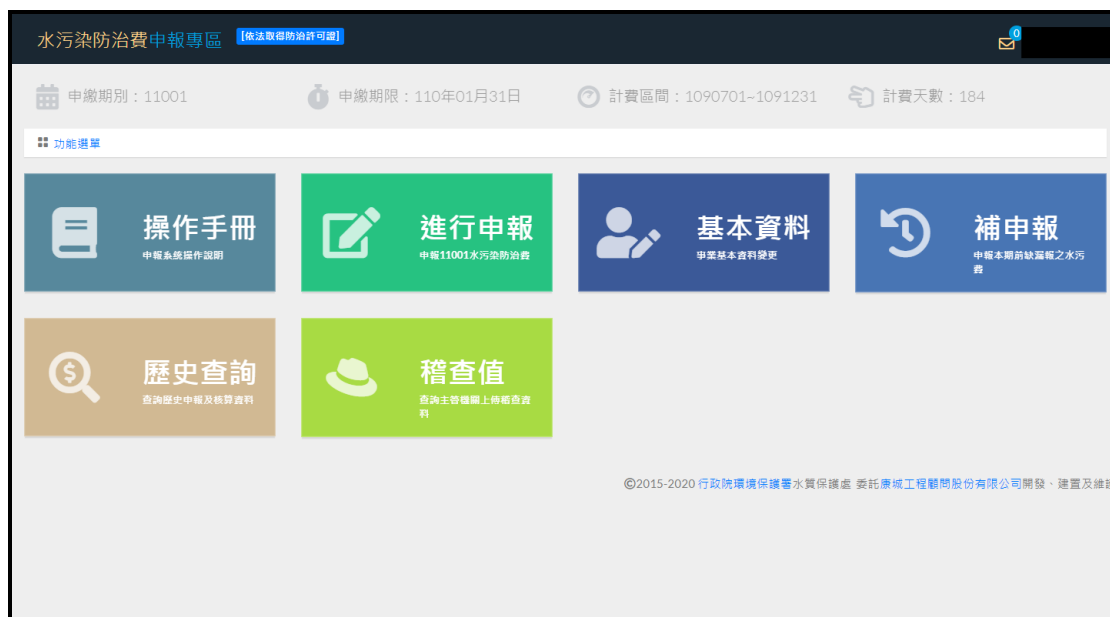 水污染防治費申報專區 [依法取得防治許可證]
0
申繳期別：11001
申繳期限：110年01月31日
計費區間：1090701~1091231
計費天數：184
功能選單
操作手冊
申報系統操作說明
進行申報
申報11001水污染防治費
基本資料
事業基本資料變更
補申報
申報本期前缺漏報之水污
費
歷史查詢
查詢歷史申報及核算資料
稽查值
查詢主管機關上傳稽查資
料
©2015-2020 行政院環境保護署水質保護處 委託康城工程顧問股份有限公司開發、建置及維